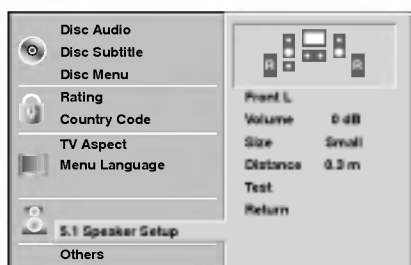 Disc Audio
Disc Subtitle
Disc Menu
Rating
Country Code
TV Aspect
Menu Language
5.1 Speaker Setup
Others
R R
Front L
Volume 0 dB
Size Small
Distance 0.3 m
Test
Return